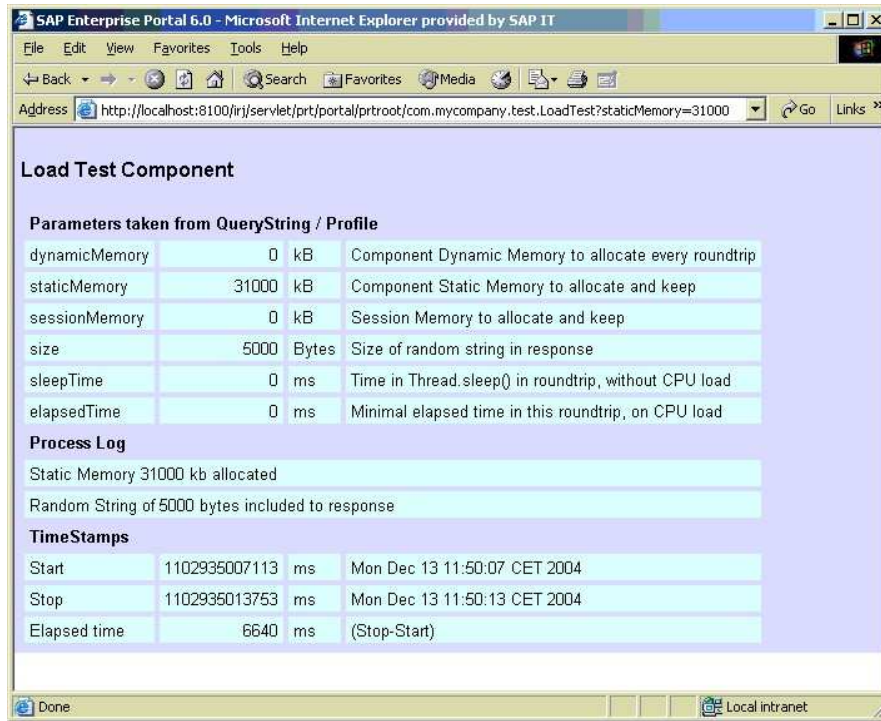 SAP Enterprise Portal 6.0 - Microsoft Internet Explorer provided by SAP IT
File Edit View Favorites Tools Help
Back Search Favorites Media
Address http://localhost:8100/irj/servlet/prt/portal/prtroot/com.mycompany.test.LoadTest?staticMemory=31000 Go Links »
Load Test Component
Parameters taken from QueryString / Profile
dynamicMemory 0 kB Component Dynamic Memory to allocate every roundtrip
staticMemory 31000 kB Component Static Memory to allocate and keep
sessionMemory 0 kB Session Memory to allocate and keep
size 5000 Bytes Size of random string in response
sleepTime 0 ms Time in Thread.sleep() in roundtrip, without CPU load
elapsedTime 0 ms Minimal elapsed time in this roundtrip, on CPU load
Process Log
Static Memory 31000 kb allocated
Random String of 5000 bytes included to response
TimeStamps
Start 1102935007113 ms Mon Dec 13 11:50:07 CET 2004
Stop 1102935013753 ms Mon Dec 13 11:50:13 CET 2004
Elapsed time 6640 ms (Stop-Start)
Done Local intranet